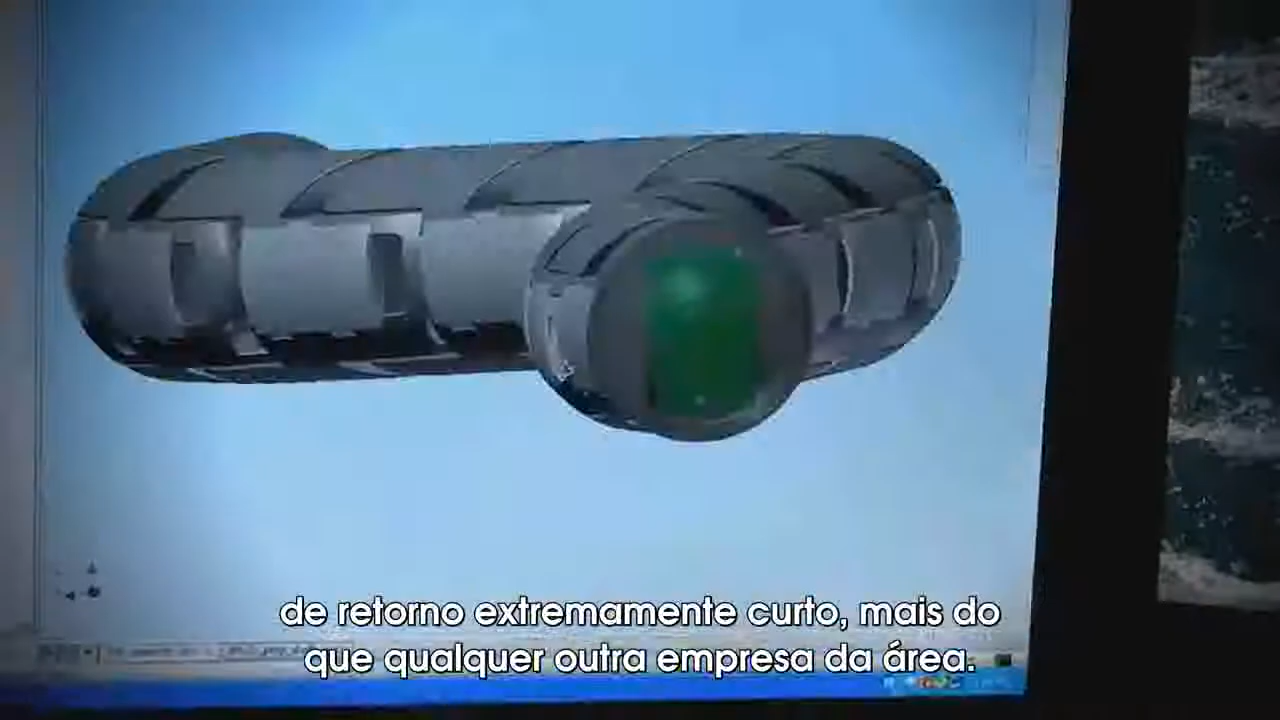 de retorno extremamente curto, mais do
que qualquer outra empresa da área.